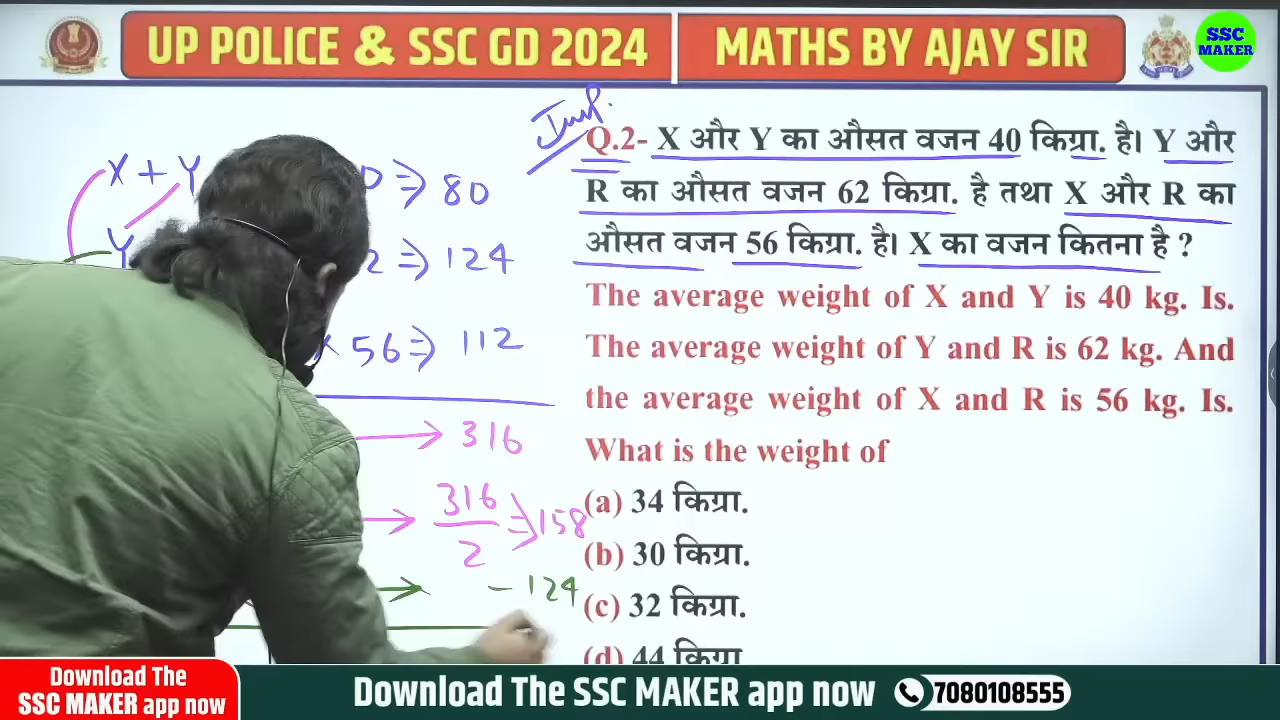 UP POLICE & SSC GD 2024
MATHS BY AJAY SIR
SSC
MAKER
Q.2- X और Y का औसत वजन 40 किग्रा. है। Y और
R का औसत वजन 62 किग्रा. है तथा X और R का
औसत वजन 56 किग्रा. है। X का वजन कितना है ?
The average weight of X and Y is 40 kg. Is.
The average weight of Y and R is 62 kg. And
the average weight of X and R is 56 kg. Is.
What is the weight of
(a) 34 किग्रा.
(b) 30 किग्रा.
(c) 32 किग्रा.
(d) 44 किग्रा
X + Y 0 ⇒ 80
Y 2 ⇒ 124
× 56 ⇒ 112
→ 316
→ 316/2 ⇒ 158
→ - 124
Download The
SSC MAKER app now
Download The SSC MAKER app now
7080108555